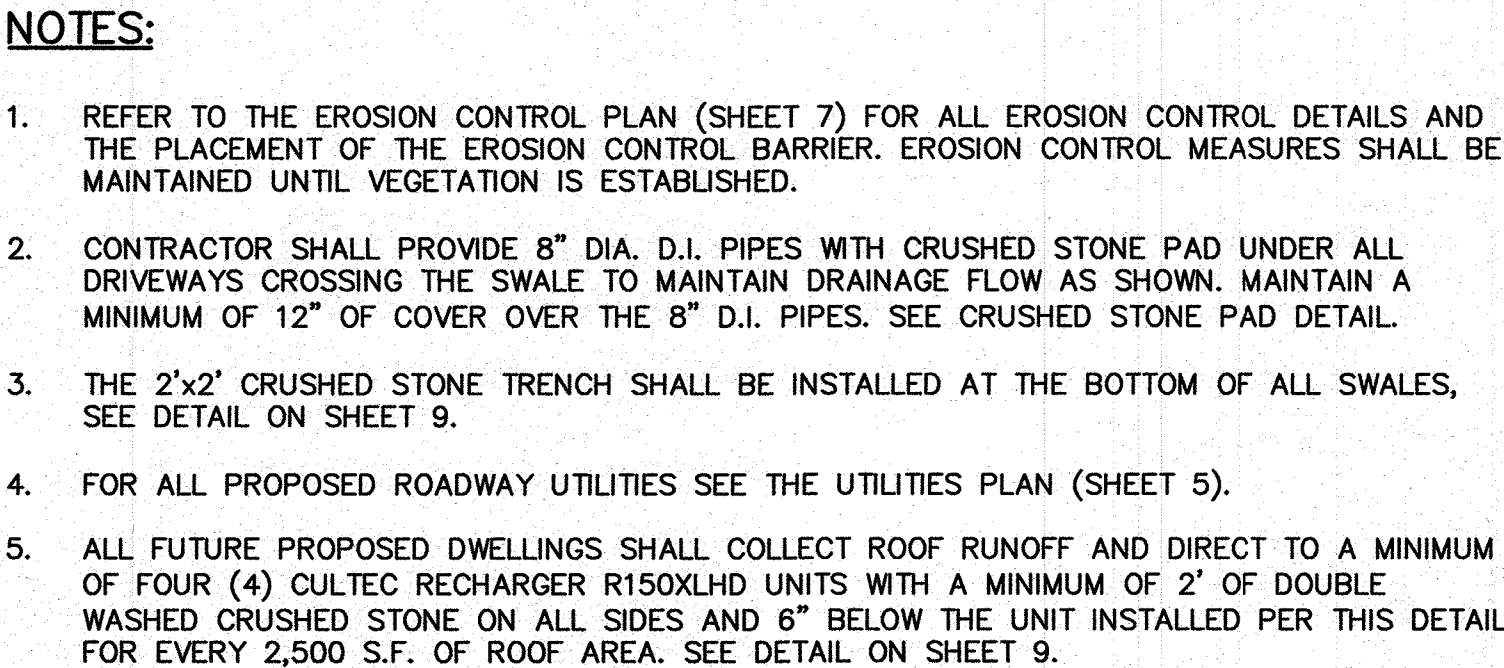 NOTES:
1. REFER TO THE EROSION CONTROL PLAN (SHEET 7) FOR ALL EROSION CONTROL DETAILS AND
THE PLACEMENT OF THE EROSION CONTROL BARRIER. EROSION CONTROL MEASURES SHALL BE
MAINTAINED UNTIL VEGETATION IS ESTABLISHED.
2. CONTRACTOR SHALL PROVIDE 8" DIA. D.I. PIPES WITH CRUSHED STONE PAD UNDER ALL
DRIVEWAYS CROSSING THE SWALE TO MAINTAIN DRAINAGE FLOW AS SHOWN. MAINTAIN A
MINIMUM OF 12" OF COVER OVER THE 8" D.I. PIPES. SEE CRUSHED STONE PAD DETAIL.
3. THE 2'x2' CRUSHED STONE TRENCH SHALL BE INSTALLED AT THE BOTTOM OF ALL SWALES,
SEE DETAIL ON SHEET 9.
4. FOR ALL PROPOSED ROADWAY UTILITIES SEE THE UTILITIES PLAN (SHEET 5).
5. ALL FUTURE PROPOSED DWELLINGS SHALL COLLECT ROOF RUNOFF AND DIRECT TO A MINIMUM
OF FOUR (4) CULTEC RECHARGER R150XLHD UNITS WITH A MINIMUM OF 2' OF DOUBLE
WASHED CRUSHED STONE ON ALL SIDES AND 6" BELOW THE UNIT INSTALLED PER THIS DETAIL
FOR EVERY 2,500 S.F. OF ROOF AREA. SEE DETAIL ON SHEET 9.